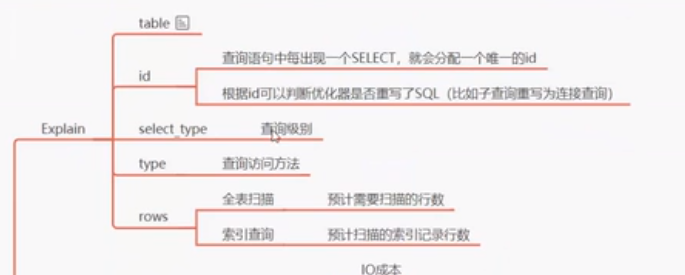 table
id
查询语句中每出现一个SELECT，就会分配一个唯一的id
根据id可以判断优化器是否重写了SQL（比如子查询重写为连接查询）
Explain
select_type
查询级别
type
查询访问方法
rows
全表扫描
预计需要扫描的行数
索引查询
预计扫描的索引记录行数
IO成本